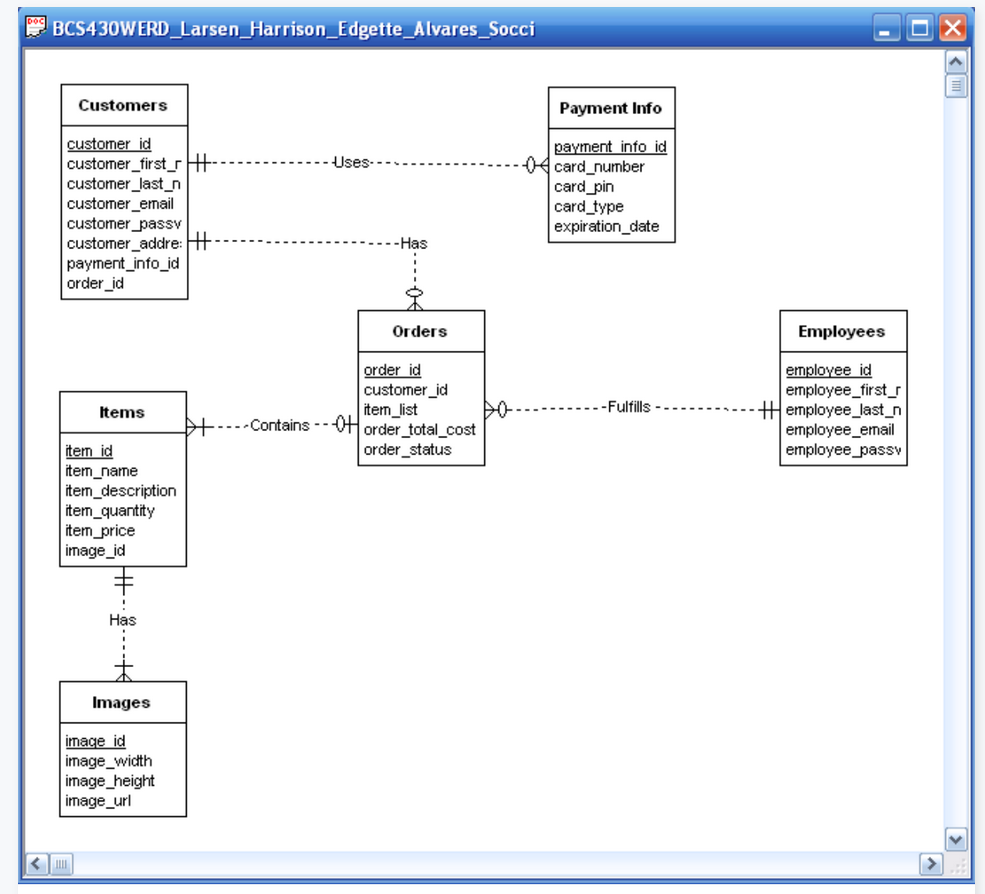 BCS430WERD_Larsen_Harrison_Edgette_Alvares_Socci
Customers
customer_id
customer_first_r
customer_last_n
customer_email
customer_passv
customer_addre:
payment_info_id
order_id
Uses
Payment Info
payment_info_id
card_number
card_pin
card_type
expiration_date
Has
Orders
order_id
customer_id
item_list
order_total_cost
order_status
Fulfills
Employees
employee_id
employee_first_r
employee_last_n
employee_email
employee_passv
Items
item_id
item_name
item_description
item_quantity
item_price
image_id
Contains
Has
Images
image_id
image_width
image_height
image_url